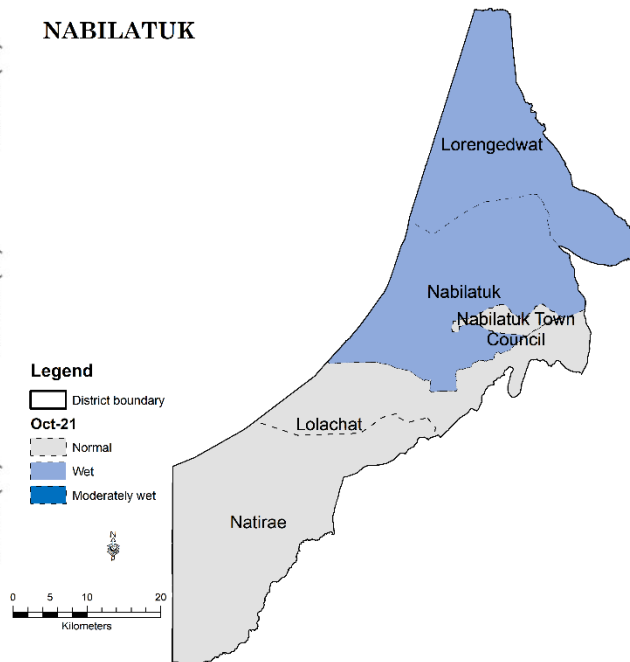 NABILATUK
Lorengedwat
Nabilatuk
Nabilatuk Town
Council
Lolachat
Natirae
Legend
District boundary
Oct-21
Normal
Wet
Moderately wet
N
0 5 10 20
Kilometers